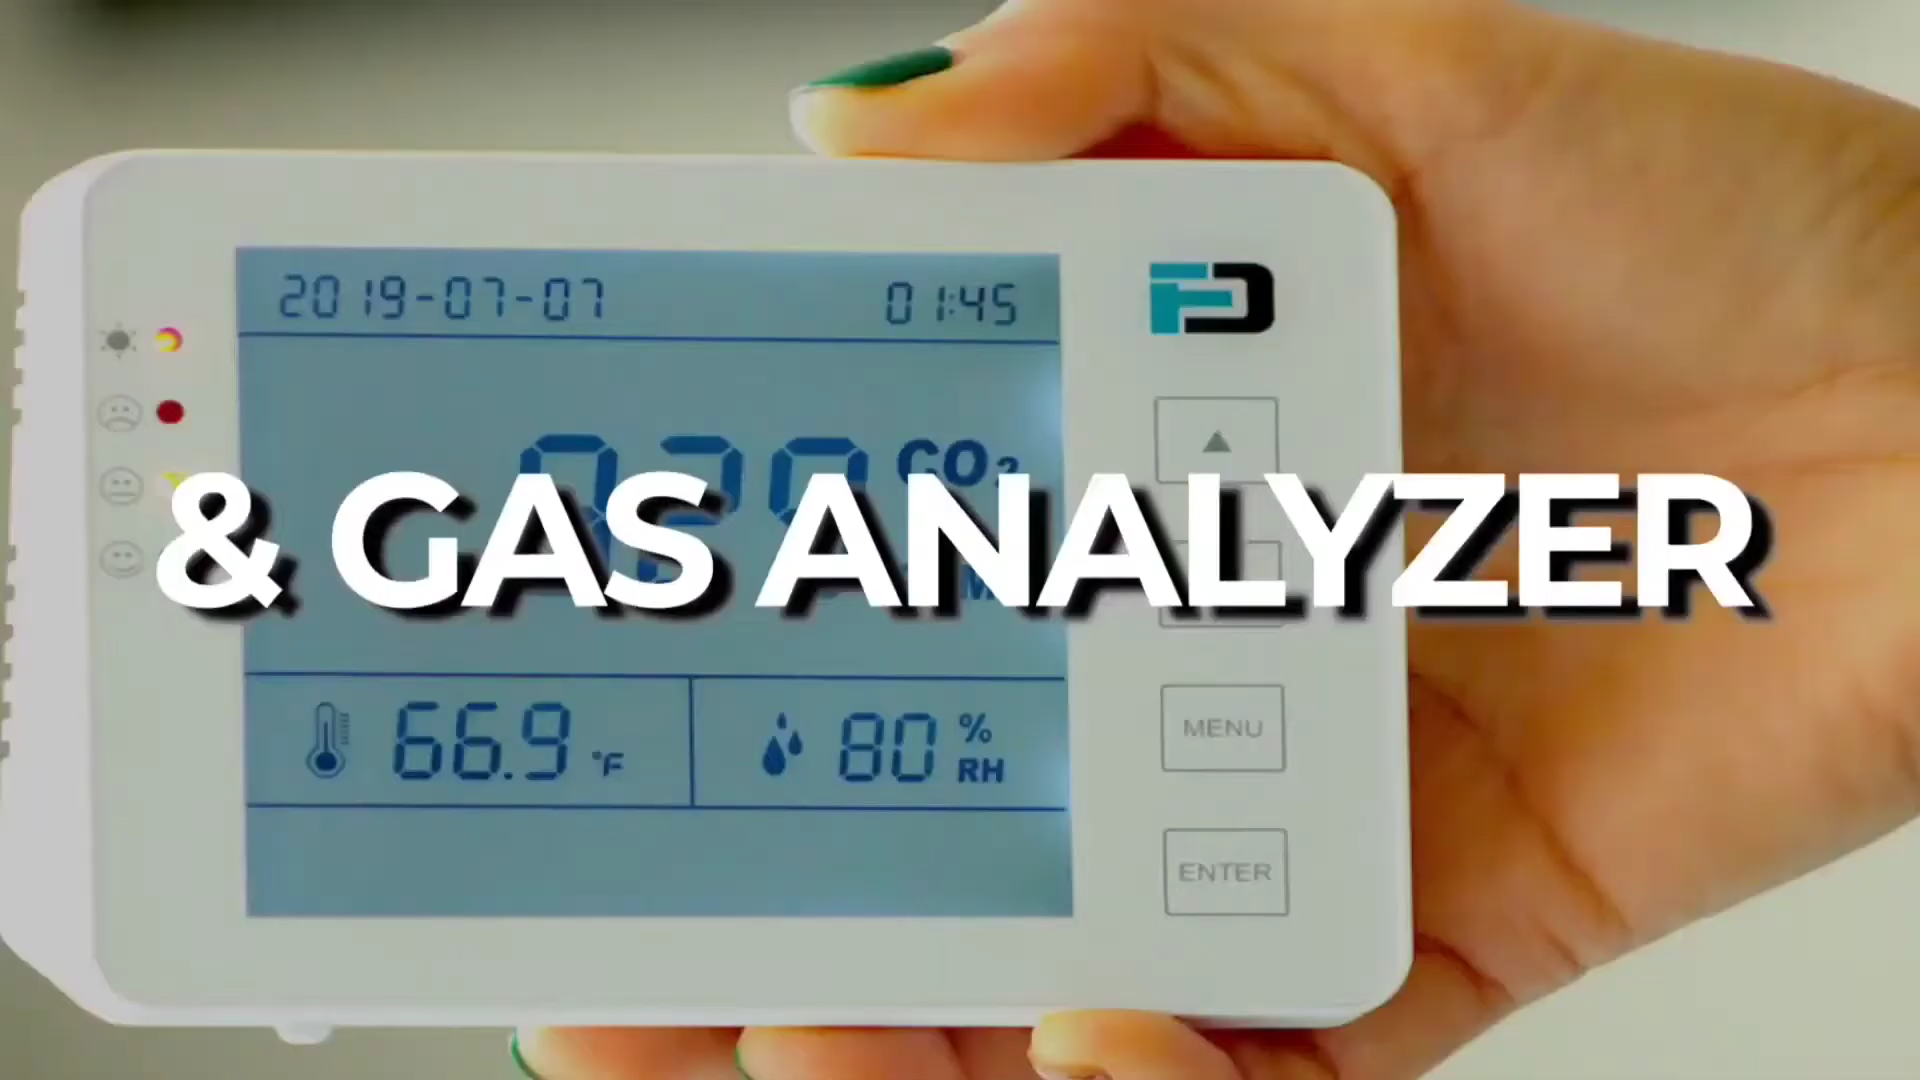 2019-07-07 01:45
CO₂
& GAS ANALYZER
66.9 °F 80 % RH
MENU
ENTER